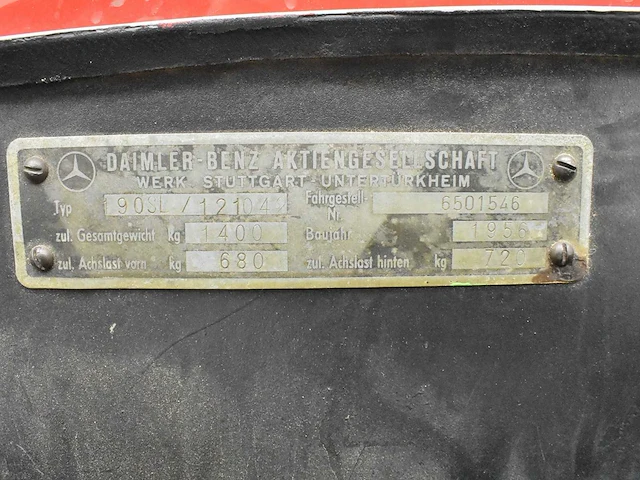 DAIMLER-BENZ AKTIENGESELLSCHAFT
WERK STUTTGART-UNTERTÜRKHEIM
Typ 190SL/12104 Fahrgestell-Nr. 6501546
zul. Gesamtgewicht kg 1400 Baujahr 1956
zul. Achslast vorn kg 680 zul. Achslast hinten kg 720